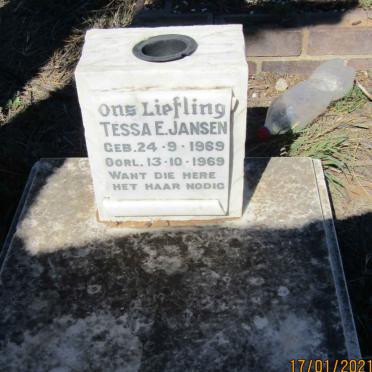 Ons Liefling
TESSA E. JANSEN
GEB. 24 · 9 · 1969
OORL. 13 · 10 · 1969
WANT DIE HERE
HET HAAR NODIG
17/01/2021